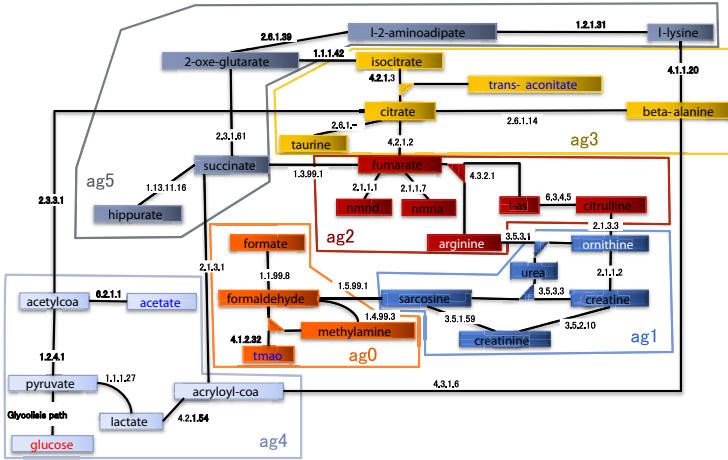 2.6.1.39
l-2-aminoadipate
1.2.1.31
l-lysine
2-oxe-glutarate
1.1.1.42
isocitrate
4.2.1.3
trans- aconitate
4.1.1.20
citrate
2.6.1.-
2.6.1.14
beta-alanine
taurine
4.2.1.2
ag3
2.3.1.61
succinate
1.3.99.1
fumarate
4.3.2.1
ag5
1.13.11.16
hippurate
2.1.1.1
2.1.1.7
nmnd
nmna
l-as
6,3.4.5
citrulline
2.3.3.1
ag2
arginine
3.5.3.1
2.1.3.3
ornithine
formate
1.1.99.8
urea
2.1.1.2
2.1.3.1
1.5.99.1
3.5.3.3
acetylcoa
6.2.1.1
acetate
formaldehyde
sarcosine
creatine
1.4.99.3
3.5.1.59
3.5.2.10
methylamine
creatinine
ag1
4.1.2.32
tmao
ag0
1.2.4.1
pyruvate
1.1.1.27
acryloyl-coa
4.3.1.6
Glycolisis path
lactate
4.2.1.54
glucose
ag4